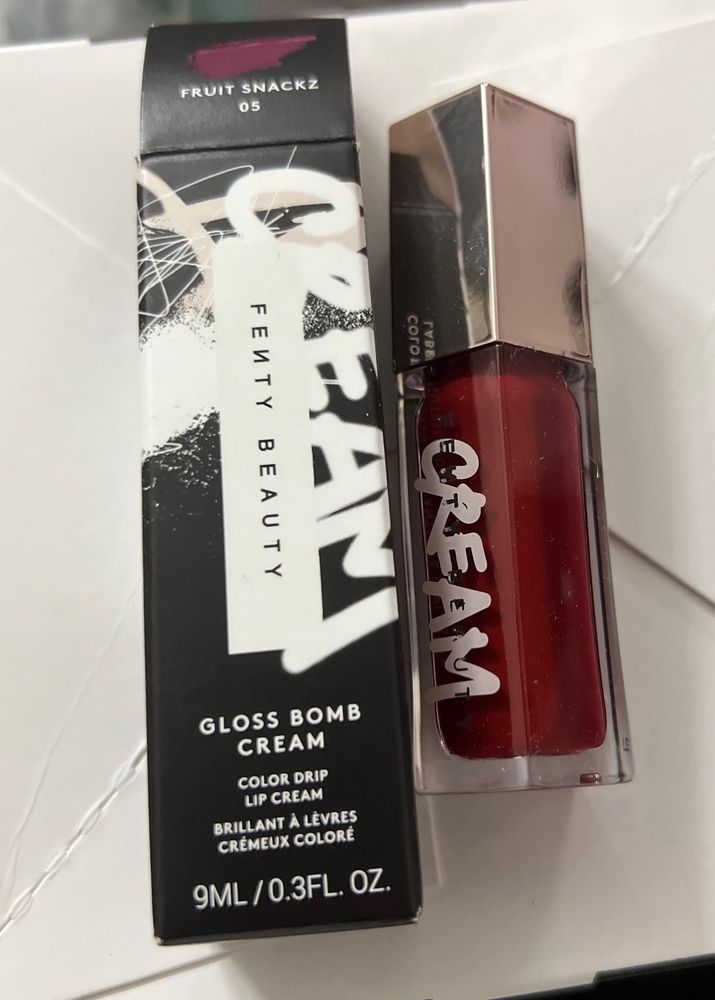 FRUIT SNACKZ
05
CREAM
FEИTY BEAUTY
GLOSS BOMB
CREAM
COLOR DRIP
LIP CREAM
BRILLANT À LÈVRES
CRÉMEUX COLORÉ
9ML / 0.3FL. OZ.
CREAM